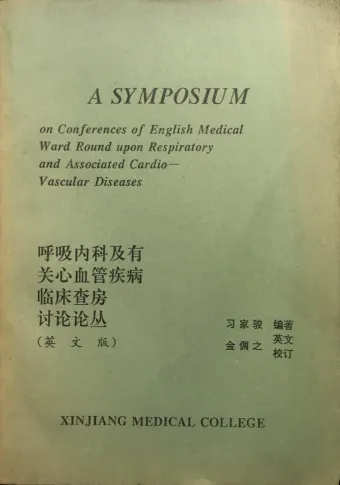 A SYMPOSIUM
on Conferences of English Medical
Ward Round upon Respiratory
and Associated Cardio—
Vascular Diseases
呼吸内科及有
关心血管疾病
临床查房
讨论论丛
(英 文 版)
习家骏 编著
金倜之 英文
校订
XINJIANG MEDICAL COLLEGE